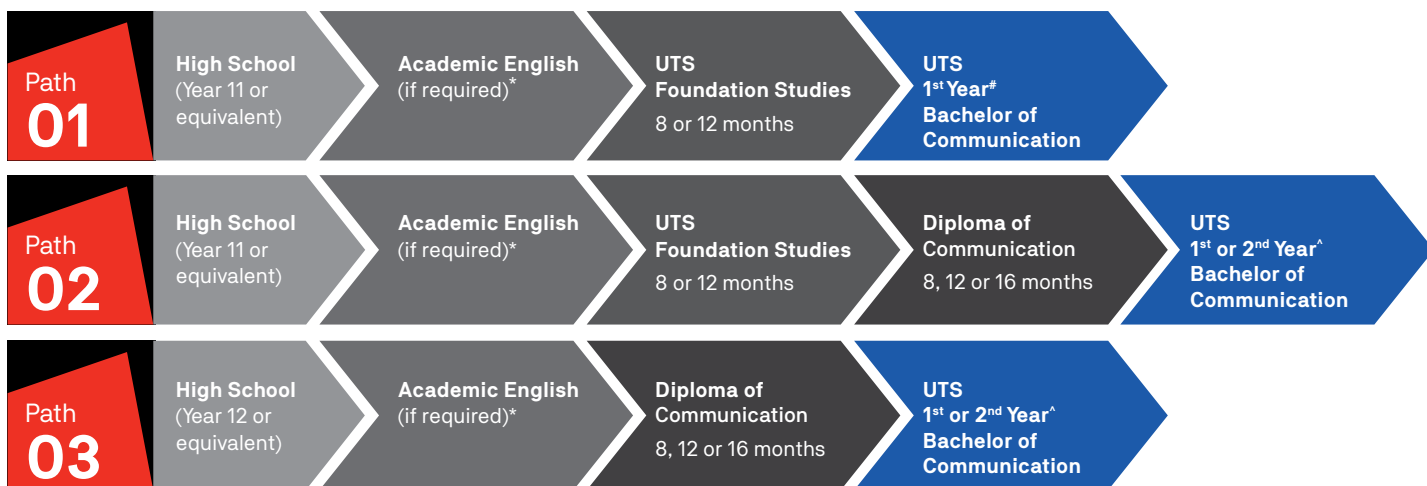 Path
01
High School
(Year 11 or
equivalent)
Academic English
(if required)*
UTS
Foundation Studies
8 or 12 months
UTS
1st Year#
Bachelor of
Communication
Path
02
High School
(Year 11 or
equivalent)
Academic English
(if required)*
UTS
Foundation Studies
8 or 12 months
Diploma of
Communication
8, 12 or 16 months
UTS
1st or 2nd Year^
Bachelor of
Communication
Path
03
High School
(Year 12 or
equivalent)
Academic English
(if required)*
Diploma of
Communication
8, 12 or 16 months
UTS
1st or 2nd Year^
Bachelor of
Communication